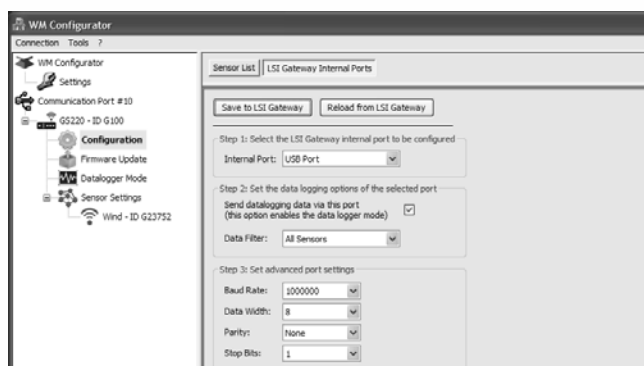 WM Configurator
Connection Tools ?
WM Configurator
Settings
Communication Port #10
GS220 - ID G100
Configuration
Firmware Update
Datalogger Mode
Sensor Settings
Wind - ID G23752
Sensor List
LSI Gateway Internal Ports
Save to LSI Gateway
Reload from LSI Gateway
Step 1: Select the LSI Gateway internal port to be configured
Internal Port: USB Port
Step 2: Set the data logging options of the selected port
Send datalogging data via this port
(this option enables the data logger mode)
Data Filter: All Sensors
Step 3: Set advanced port settings
Baud Rate: 1000000
Data Width: 8
Parity: None
Stop Bits: 1